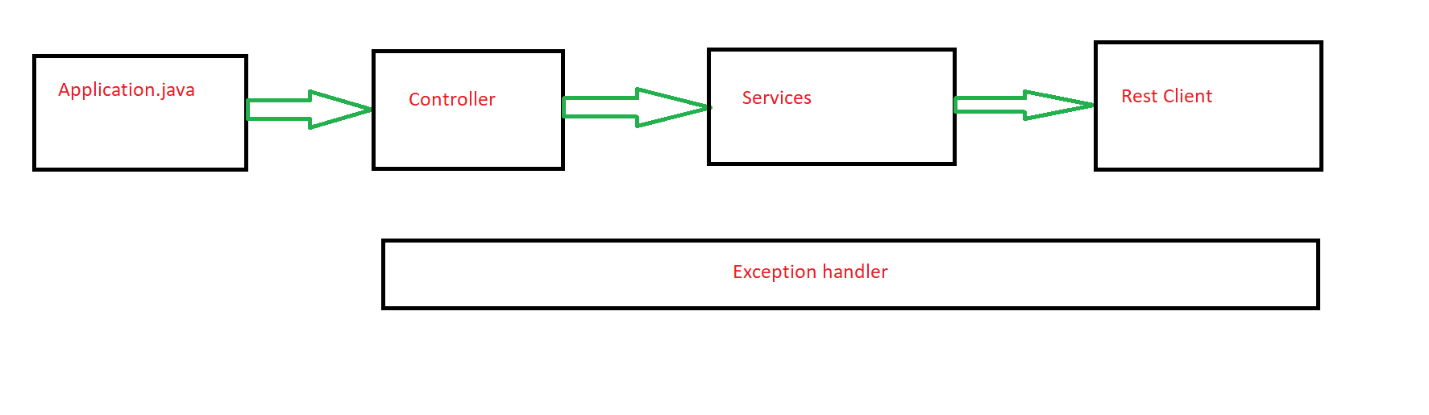 Application.java
Controller
Services
Rest Client
Exception handler